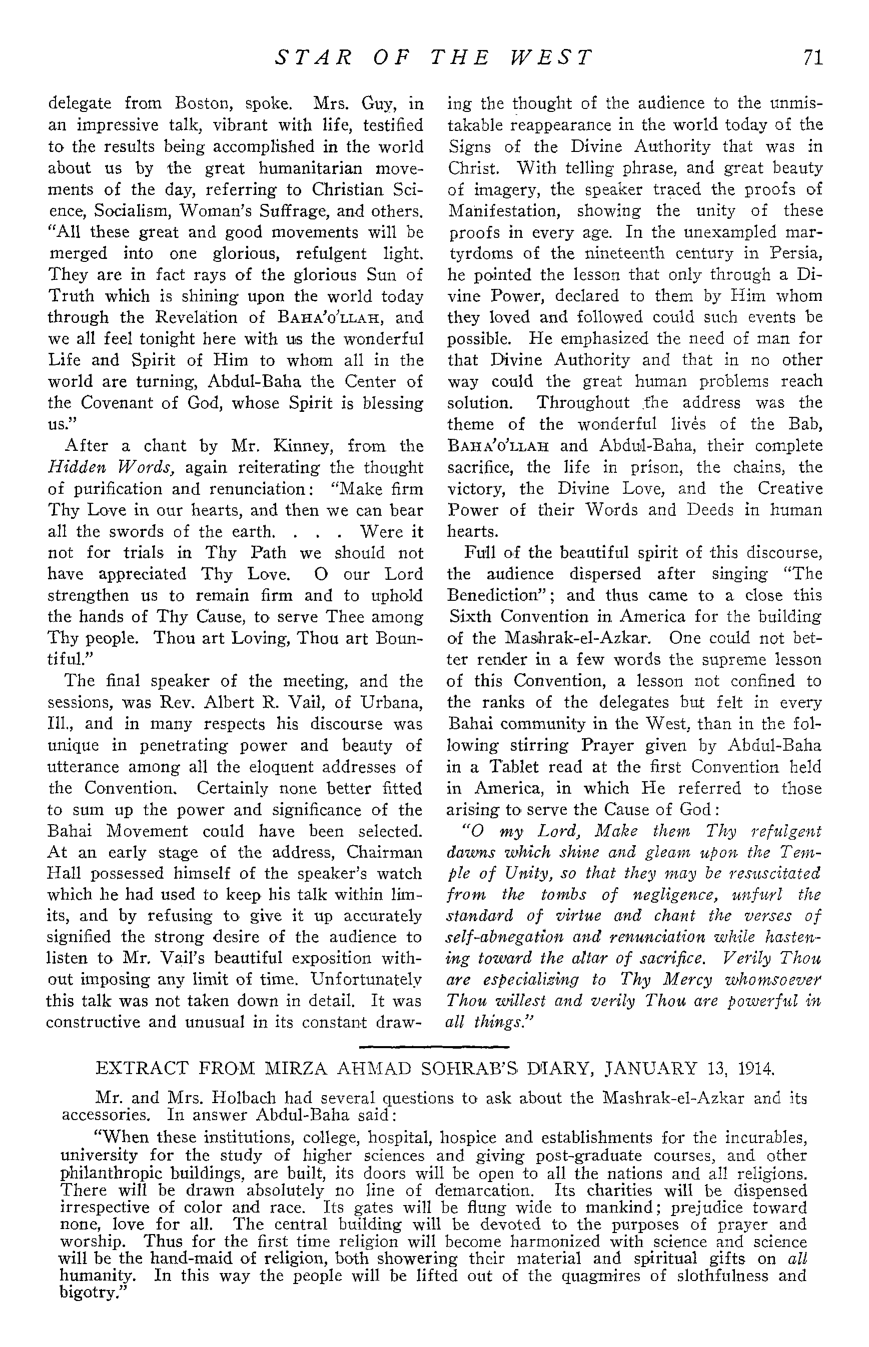 STAR OF THE WEST 71
delegate from Boston, spoke. Mrs. Guy, in
an impressive talk, vibrant with life, testified
to the results being accomplished in the world
about us by the great humanitarian move-
ments of the day, referring to Christian Sci-
ence, Socialism, Woman's Suffrage, and others.
"All these great and good movements will be
merged into one glorious, refulgent light.
They are in fact rays of the glorious Sun of
Truth which is shining upon the world today
through the Revelation of BAHA'O'LLAH, and
we all feel tonight here with us the wonderful
Life and Spirit of Him to whom all in the
world are turning, Abdul-Baha the Center of
the Covenant of God, whose Spirit is blessing
us."
After a chant by Mr. Kinney, from the
Hidden Words, again reiterating the thought
of purification and renunciation: "Make firm
Thy Love in our hearts, and then we can bear
all the swords of the earth. . . . Were it
not for trials in Thy Path we should not
have appreciated Thy Love. O our Lord
strengthen us to remain firm and to uphold
the hands of Thy Cause, to serve Thee among
Thy people. Thou art Loving, Thou art Boun-
tiful."
The final speaker of the meeting, and the
sessions, was Rev. Albert R. Vail, of Urbana,
Ill., and in many respects his discourse was
unique in penetrating power and beauty of
utterance among all the eloquent addresses of
the Convention. Certainly none better fitted
to sum up the power and significance of the
Bahai Movement could have been selected.
At an early stage of the address, Chairman
Hall possessed himself of the speaker's watch
which he had used to keep his talk within lim-
its, and by refusing to give it up accurately
signified the strong desire of the audience to
listen to Mr. Vail's beautiful exposition with-
out imposing any limit of time. Unfortunately
this talk was not taken down in detail. It was
constructive and unusual in its constant draw-
ing the thought of the audience to the unmis-
takable reappearance in the world today of the
Signs of the Divine Authority that was in
Christ. With telling phrase, and great beauty
of imagery, the speaker traced the proofs of
Manifestation, showing the unity of these
proofs in every age. In the unexampled mar-
tyrdoms of the nineteenth century in Persia,
he pointed the lesson that only through a Di-
vine Power, declared to them by Him whom
they loved and followed could such events be
possible. He emphasized the need of man for
that Divine Authority and that in no other
way could the great human problems reach
solution. Throughout the address was the
theme of the wonderful lives of the Bab,
BAHA'O'LLAH and Abdul-Baha, their complete
sacrifice, the life in prison, the chains, the
victory, the Divine Love, and the Creative
Power of their Words and Deeds in human
hearts.
Full of the beautiful spirit of this discourse,
the audience dispersed after singing "The
Benediction"; and thus came to a close this
Sixth Convention in America for the building
of the Mashrak-el-Azkar. One could not bet-
ter render in a few words the supreme lesson
of this Convention, a lesson not confined to
the ranks of the delegates but felt in every
Bahai community in the West, than in the fol-
lowing stirring Prayer given by Abdul-Baha
in a Tablet read at the first Convention held
in America, in which He referred to those
arising to serve the Cause of God:
"O my Lord, Make them Thy refulgent
dawns which shine and gleam upon the Tem-
ple of Unity, so that they may be resuscitated
from the tombs of negligence, unfurl the
standard of virtue and chant the verses of
self-abnegation and renunciation while hasten-
ing toward the altar of sacrifice. Verily Thou
are especializing to Thy Mercy whomsoever
Thou willest and verily Thou are powerful in
all things."
EXTRACT FROM MIRZA AHMAD SOHRAB'S DIARY, JANUARY 13, 1914.
Mr. and Mrs. Holbach had several questions to ask about the Mashrak-el-Azkar and its
accessories. In answer Abdul-Baha said:
"When these institutions, college, hospital, hospice and establishments for the incurables,
university for the study of higher sciences and giving post-graduate courses, and other
philanthropic buildings, are built, its doors will be open to all the nations and all religions.
There will be drawn absolutely no line of demarcation. Its charities will be dispensed
irrespective of color and race. Its gates will be flung wide to mankind; prejudice toward
none, love for all. The central building will be devoted to the purposes of prayer and
worship. Thus for the first time religion will become harmonized with science and science
will be the hand-maid of religion, both showering their material and spiritual gifts on all
humanity. In this way the people will be lifted out of the quagmires of slothfulness and
bigotry."